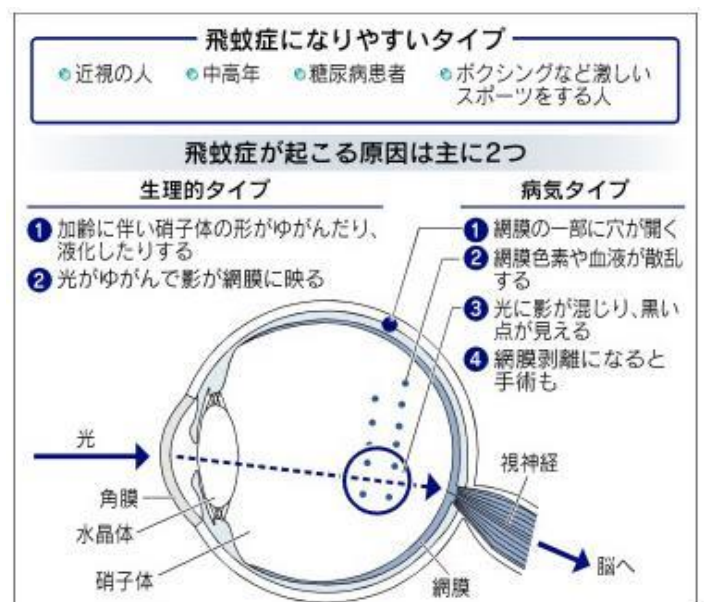 飛蚊症になりやすいタイプ
近視の人 中高年 糖尿病患者 ボクシングなど激しい
スポーツをする人
飛蚊症が起こる原因は主に2つ
生理的タイプ
❶ 加齢に伴い硝子体の形がゆがんだり、
液化したりする
❷ 光がゆがんで影が網膜に映る
病気タイプ
❶ 網膜の一部に穴が開く
❷ 網膜色素や血液が散乱
する
❸ 光に影が混じり、黒い
点が見える
❹ 網膜剥離になると
手術も
光
角膜
水晶体
硝子体
網膜
視神経
脳へ